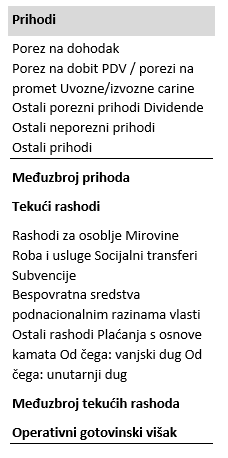 Prihodi
Porez na dohodak
Porez na dobit PDV / porezi na
promet Uvozne/izvozne carine
Ostali porezni prihodi Dividende
Ostali neporezni prihodi
Ostali prihodi
Međuzbroj prihoda
Tekući rashodi
Rashodi za osoblje Mirovine
Roba i usluge Socijalni transferi
Subvencije
Bespovratna sredstva
podnacionalnim razinama vlasti
Ostali rashodi Plaćanja s osnove
kamata Od čega: vanjski dug Od
čega: unutarnji dug
Međuzbroj tekućih rashoda
Operativni gotovinski višak